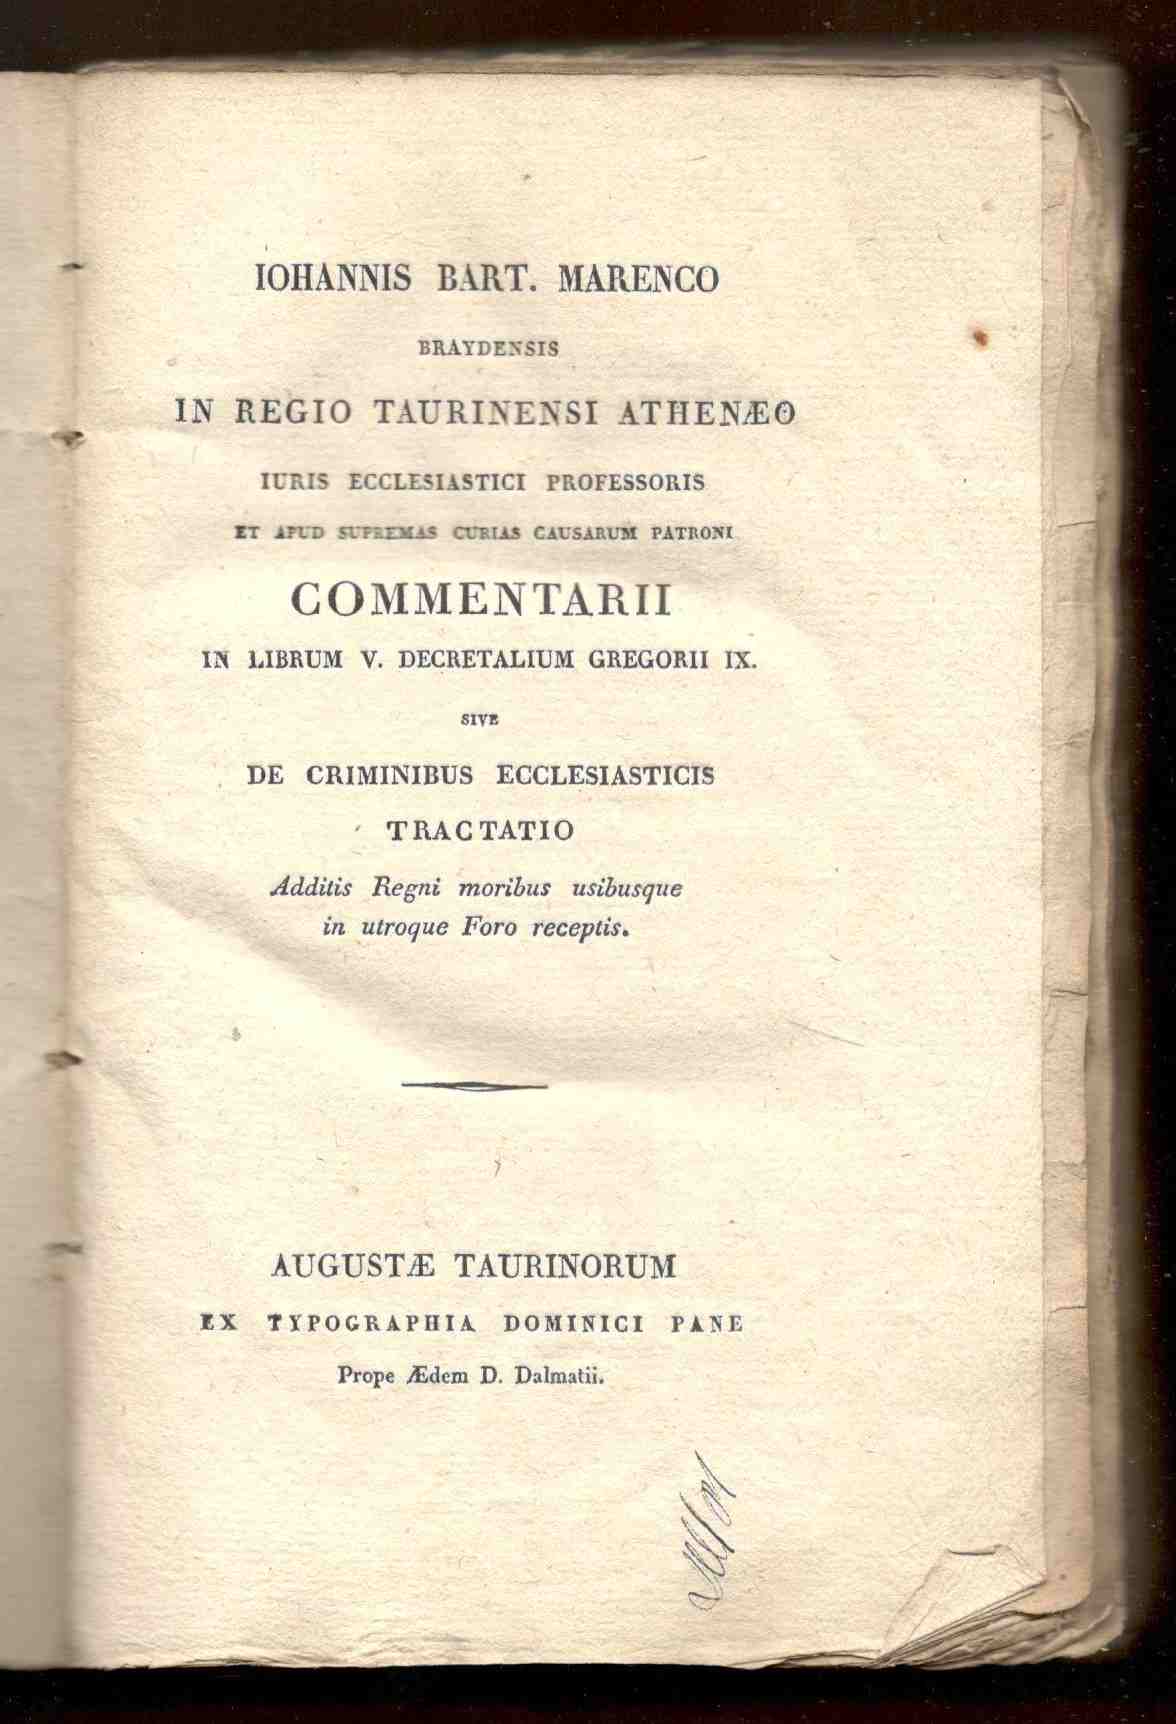 IOHANNIS BART. MARENCO
BRAYDENSIS
IN REGIO TAURINENSI ATHENÆO
IURIS ECCLESIASTICI PROFESSORIS
ET APUD SUPREMAS CURIAS CAUSARUM PATRONI
COMMENTARII
IN LIBRUM V. DECRETALIUM GREGORII IX.
SIVE
DE CRIMINIBUS ECCLESIASTICIS
TRACTATIO
Additis Regni moribus usibusque
in utroque Foro receptis.
AUGUSTÆ TAURINORUM
EX TYPOGRAPHIA DOMINICI PANE
Prope Ædem D. Dalmatii.